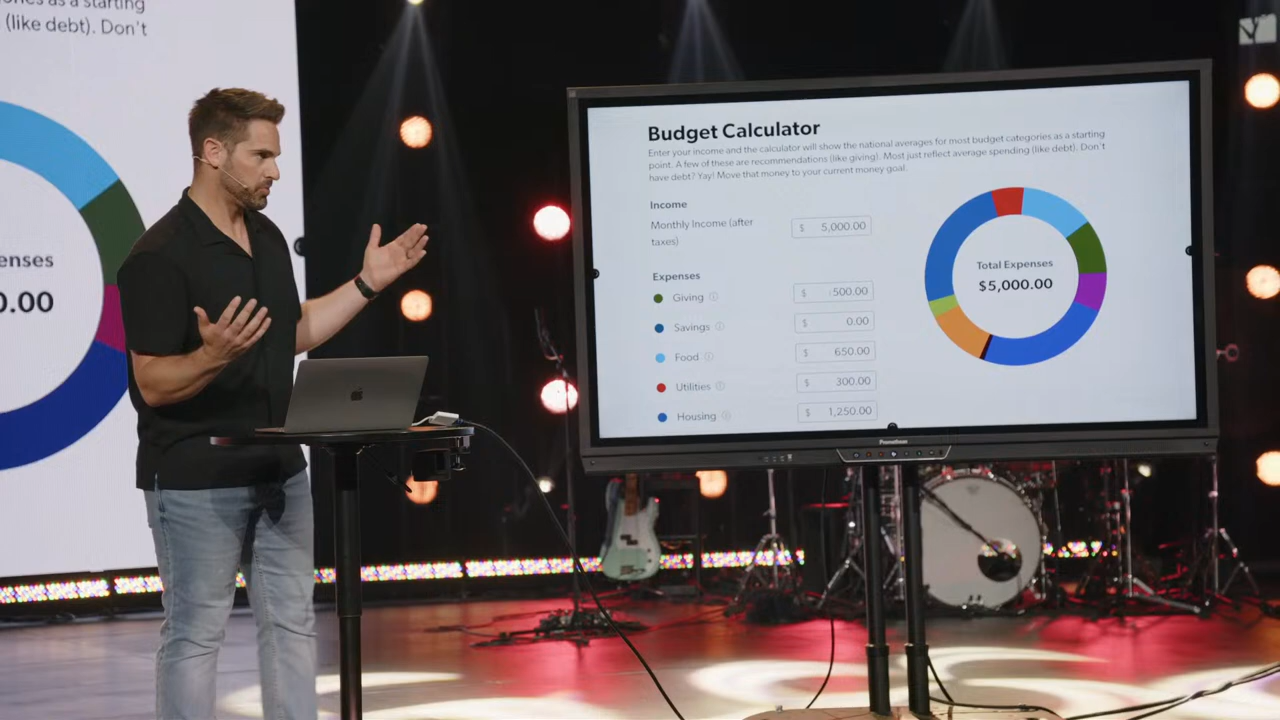 ories as a starting
(like debt). Don't
enses
0.00
Budget Calculator
Enter your income and the calculator will show the national averages for most budget categories as a starting
point. A few of these are recommendations (like giving). Most just reflect average spending (like debt). Don't
have debt? Yay! Move that money to your current money goal.
Income
Monthly Income (after
taxes)
$ 5,000.00
Expenses
Giving $ 500.00
Savings $ 0.00
Food $ 650.00
Utilities $ 300.00
Housing $ 1,250.00
Total Expenses
$5,000.00
Promethean